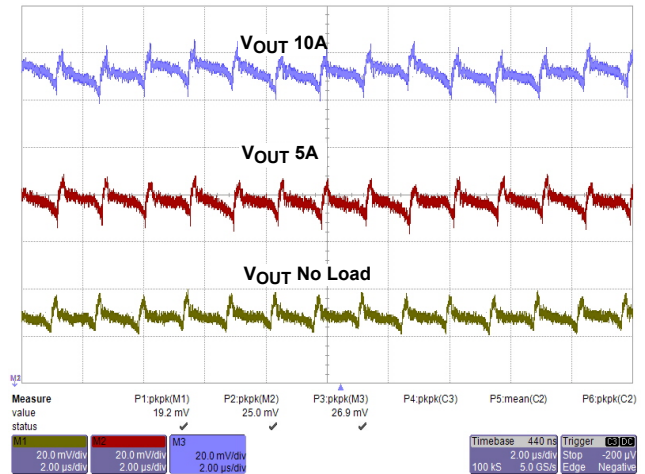 VOUT 10A
VOUT 5A
VOUT No Load
M3
Measure P1:pkpk(M1) P2:pkpk(M2) P3:pkpk(M3) P4:pkpk(C3) P5:mean(C2) P6:pkpk(C2)
value 19.2 mV 25.0 mV 26.9 mV
status ✔ ✔ ✔
M1 M2 M3 Timebase 440 ns Trigger C3 DC
20.0 mV/div 20.0 mV/div 20.0 mV/div 2.00 µs/div Stop -200 µV
2.00 µs/div 2.00 µs/div 2.00 µs/div 100 kS 5.0 GS/s Edge Negative